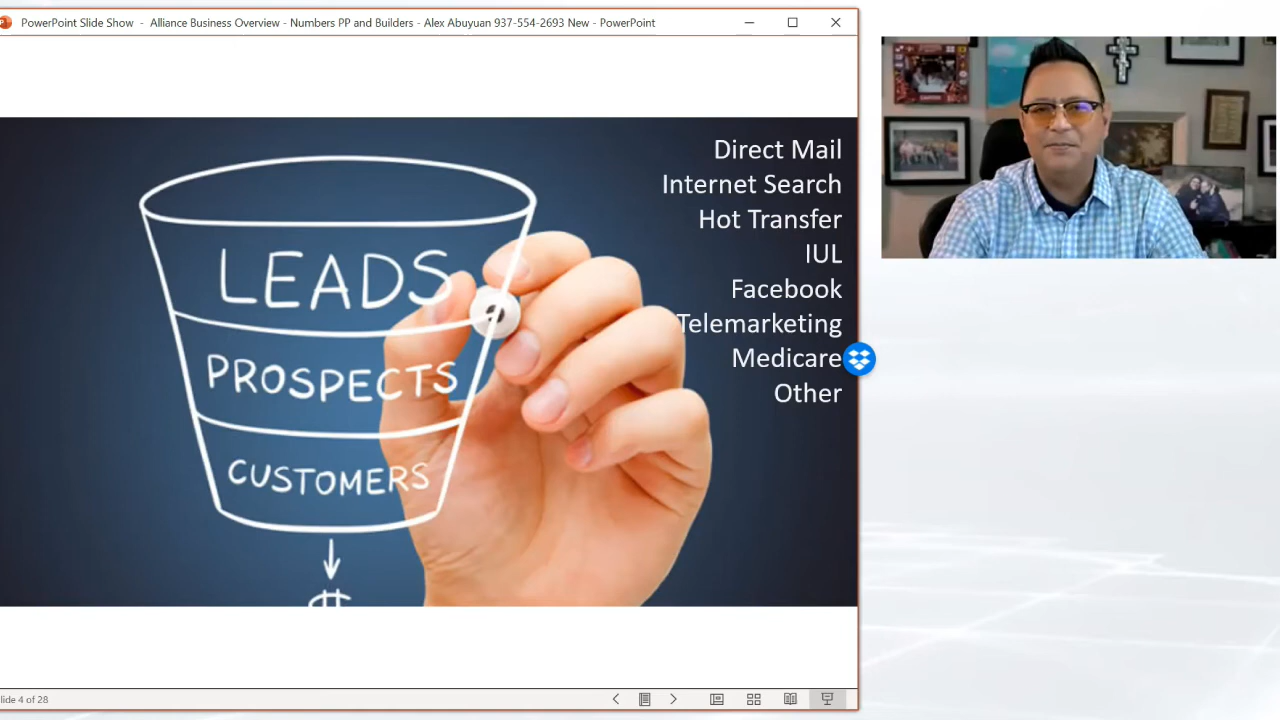 PowerPoint Slide Show - Alliance Business Overview - Numbers PP and Builders - Alex Abuyuan 937-554-2693 New - PowerPoint
Direct Mail
Internet Search
Hot Transfer
IUL
Facebook
Telemarketing
Medicare
Other
LEADS
PROSPECTS
CUSTOMERS
$
lide 4 of 28